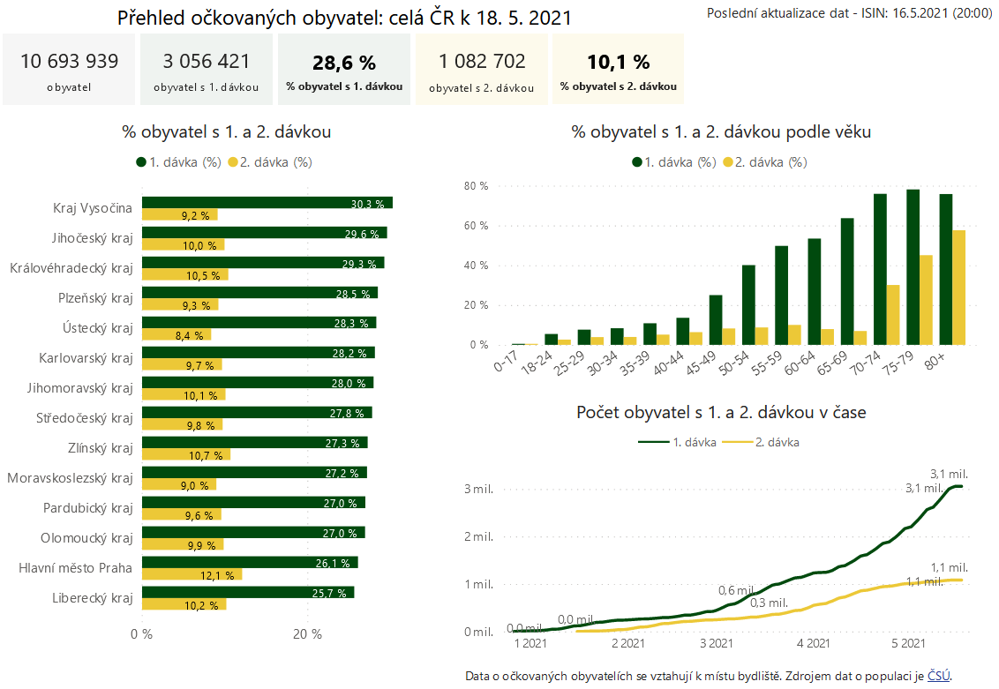 Přehled očkovaných obyvatel: celá ČR k 18. 5. 2021
Poslední aktualizace dat - ISIN: 16.5.2021 (20:00)
10 693 939
obyvatel
3 056 421
obyvatel s 1. dávkou
28,6 %
% obyvatel s 1. dávkou
1 082 702
obyvatel s 2. dávkou
10,1 %
% obyvatel s 2. dávkou
% obyvatel s 1. a 2. dávkou
1. dávka (%) 2. dávka (%)
Kraj Vysočina 30,3 %
9,2 %
Jihočeský kraj 29,6 %
10,0 %
Královéhradecký kraj 29,3 %
10,5 %
Plzeňský kraj 28,5 %
9,3 %
Ústecký kraj 28,3 %
8,4 %
Karlovarský kraj 28,2 %
9,7 %
Jihomoravský kraj 28,0 %
10,1 %
Středočeský kraj 27,8 %
9,8 %
Zlínský kraj 27,3 %
10,7 %
Moravskoslezský kraj 27,2 %
9,0 %
Pardubický kraj 27,0 %
9,6 %
Olomoucký kraj 27,0 %
9,9 %
Hlavní město Praha 26,1 %
12,1 %
Liberecký kraj 25,7 %
10,2 %
0 % 20 %
% obyvatel s 1. a 2. dávkou podle věku
1. dávka (%) 2. dávka (%)
80 %
60 %
40 %
20 %
0 %
0-17 18-24 25-29 30-34 35-39 40-44 45-49 50-54 55-59 60-64 65-69 70-74 75-79 80+
Počet obyvatel s 1. a 2. dávkou v čase
1. dávka 2. dávka
3,1 mil.
3 mil. 3,1 mil.
2 mil.
1,1 mil.
1 mil. 1,1 mil.
0,6 mil.
0,3 mil.
0,0 mil.
0 mil. 0,0 mil.
1 2021 2 2021 3 2021 4 2021 5 2021
Data o očkovaných obyvatelích se vztahují k místu bydliště. Zdrojem dat o populaci je ČSÚ.